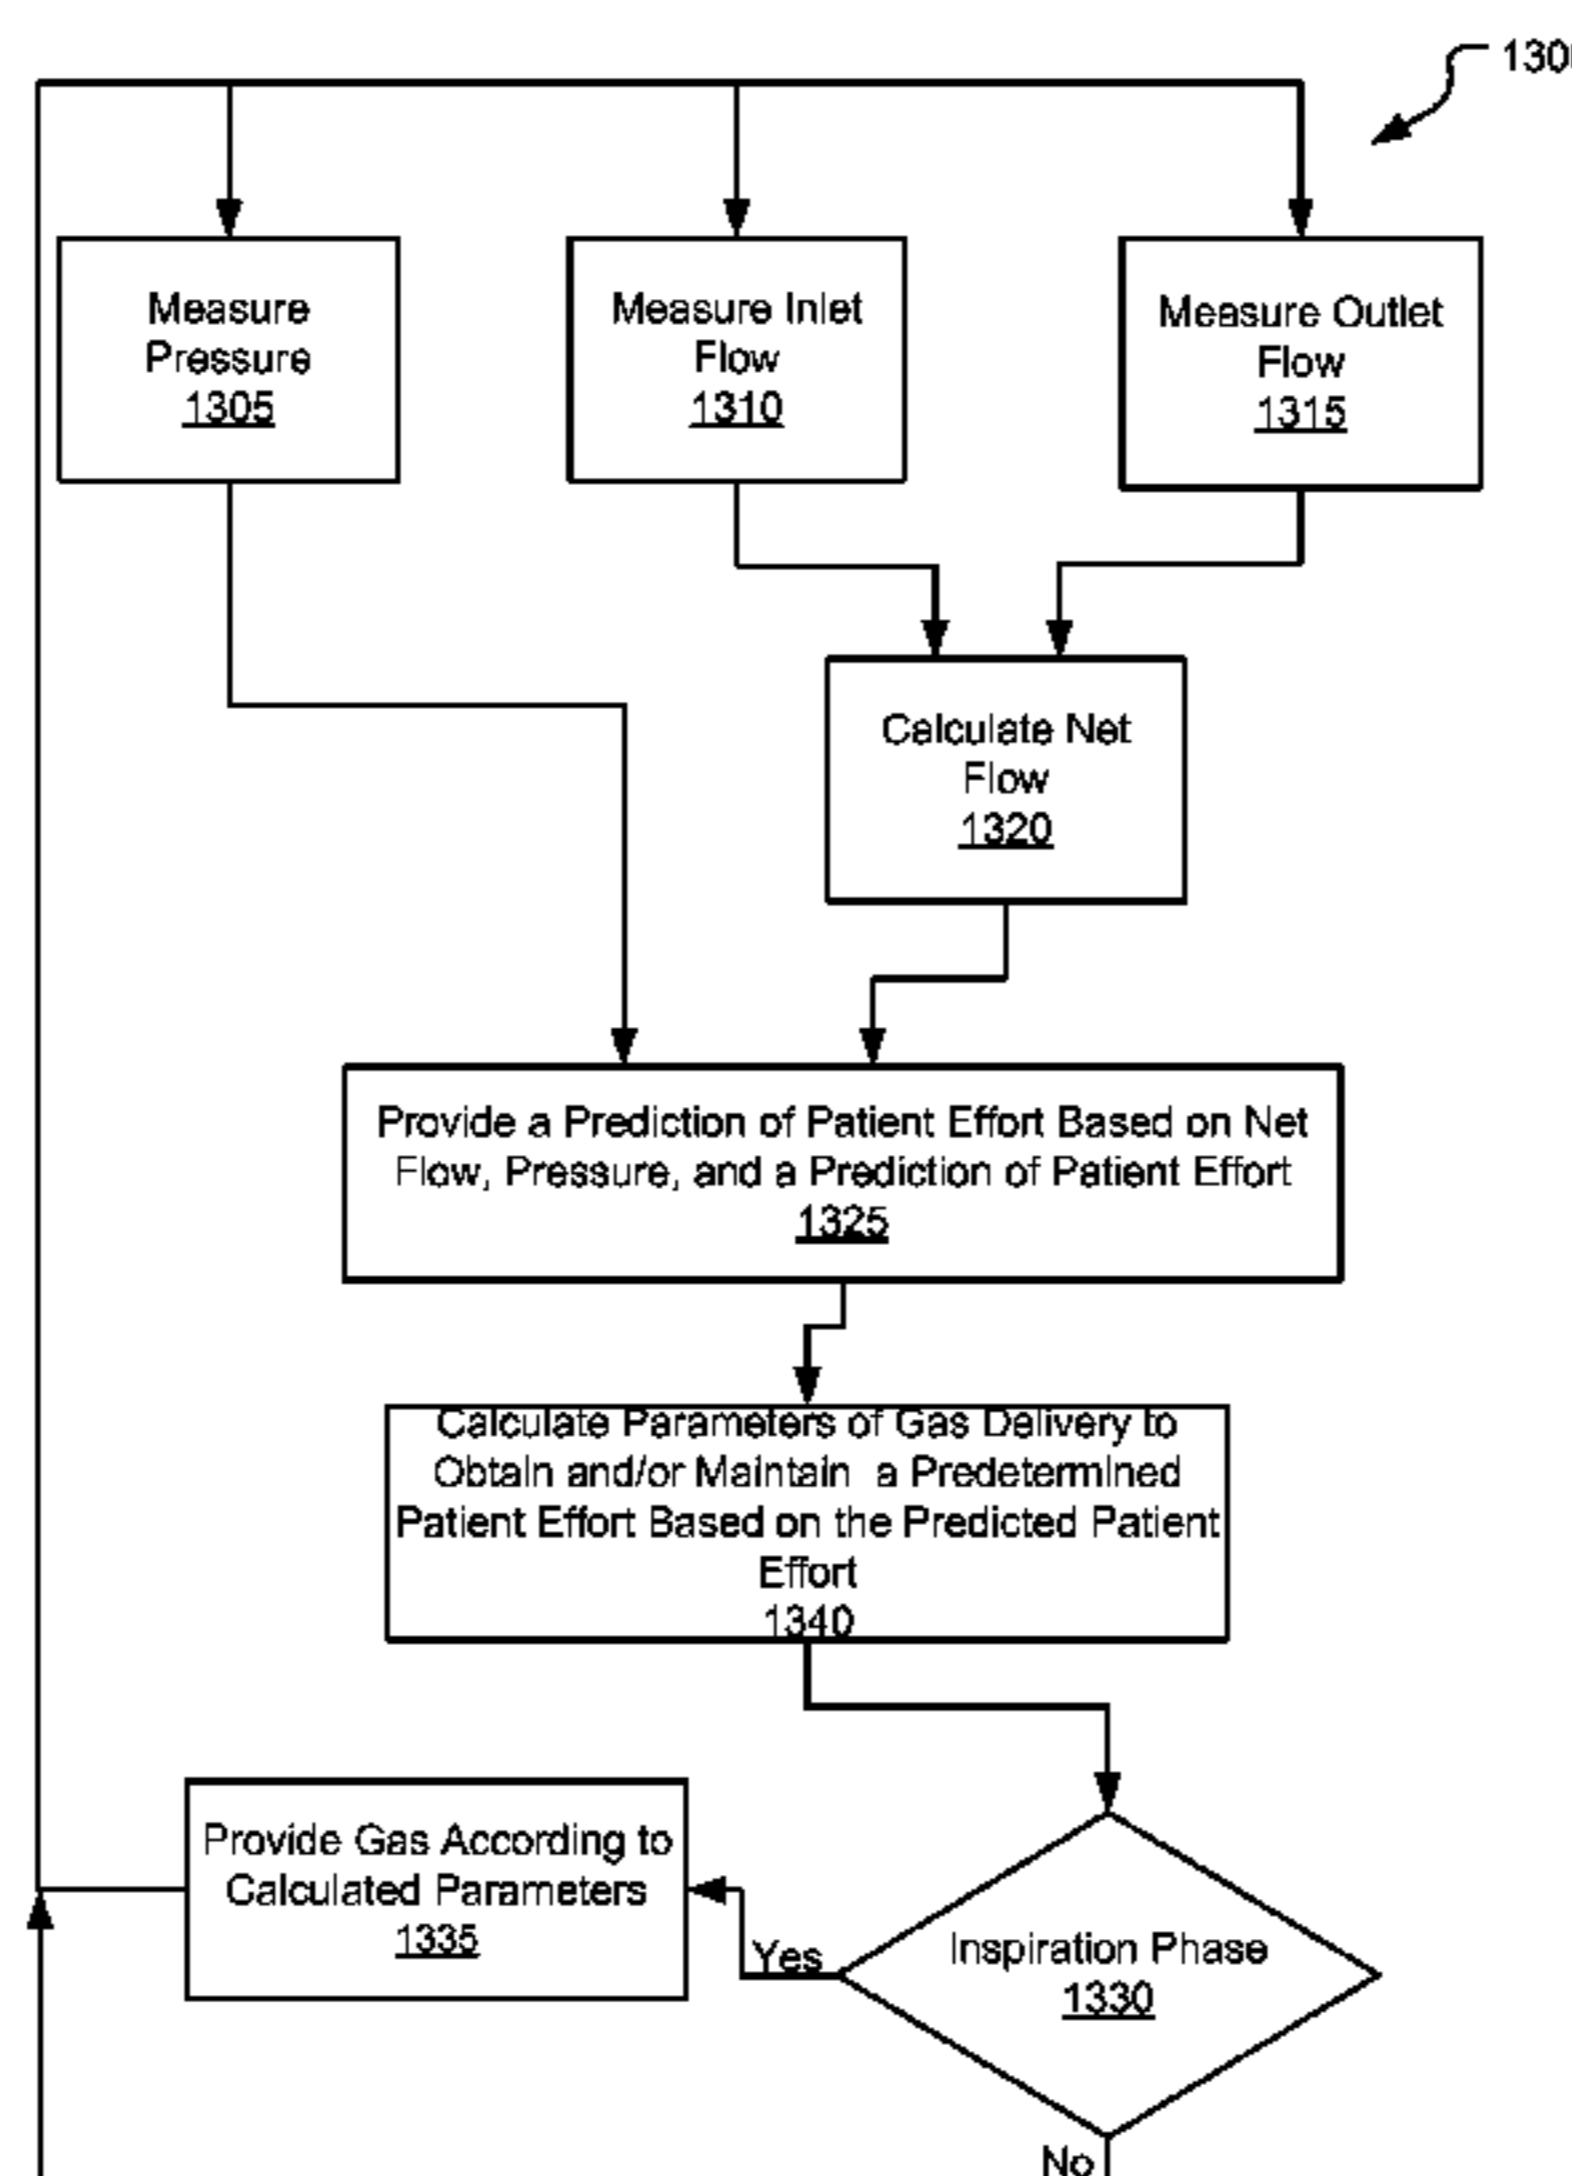 Measure
Pressure
1305
Measure Inlet
Flow
1310
Measure Outlet
Flow
1315
Calculate Net
Flow
1320
Provide a Prediction of Patient Effort Based on Net
Flow, Pressure, and a Prediction of Patient Effort
1325
Calculate Parameters of Gas Delivery to
Obtain and/or Maintain a Predetermined
Patient Effort Based on the Predicted Patient
Effort
1340
Provide Gas According to
Calculated Parameters
1335
Yes
Inspiration Phase
1330
No